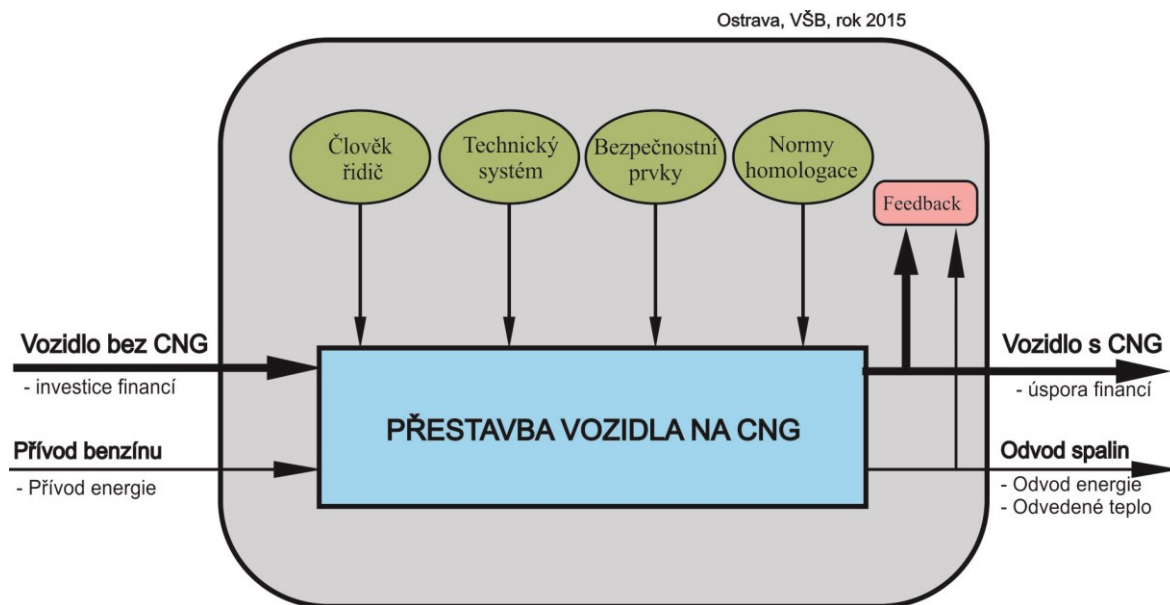 Ostrava, VŠB, rok 2015
Člověk
řidič
Technický
systém
Bezpečnostní
prvky
Normy
homologace
Feedback
Vozidlo bez CNG
- investice financí
Přívod benzínu
- Přívod energie
PŘESTAVBA VOZIDLA NA CNG
Vozidlo s CNG
- úspora financí
Odvod spalin
- Odvod energie
- Odvedené teplo